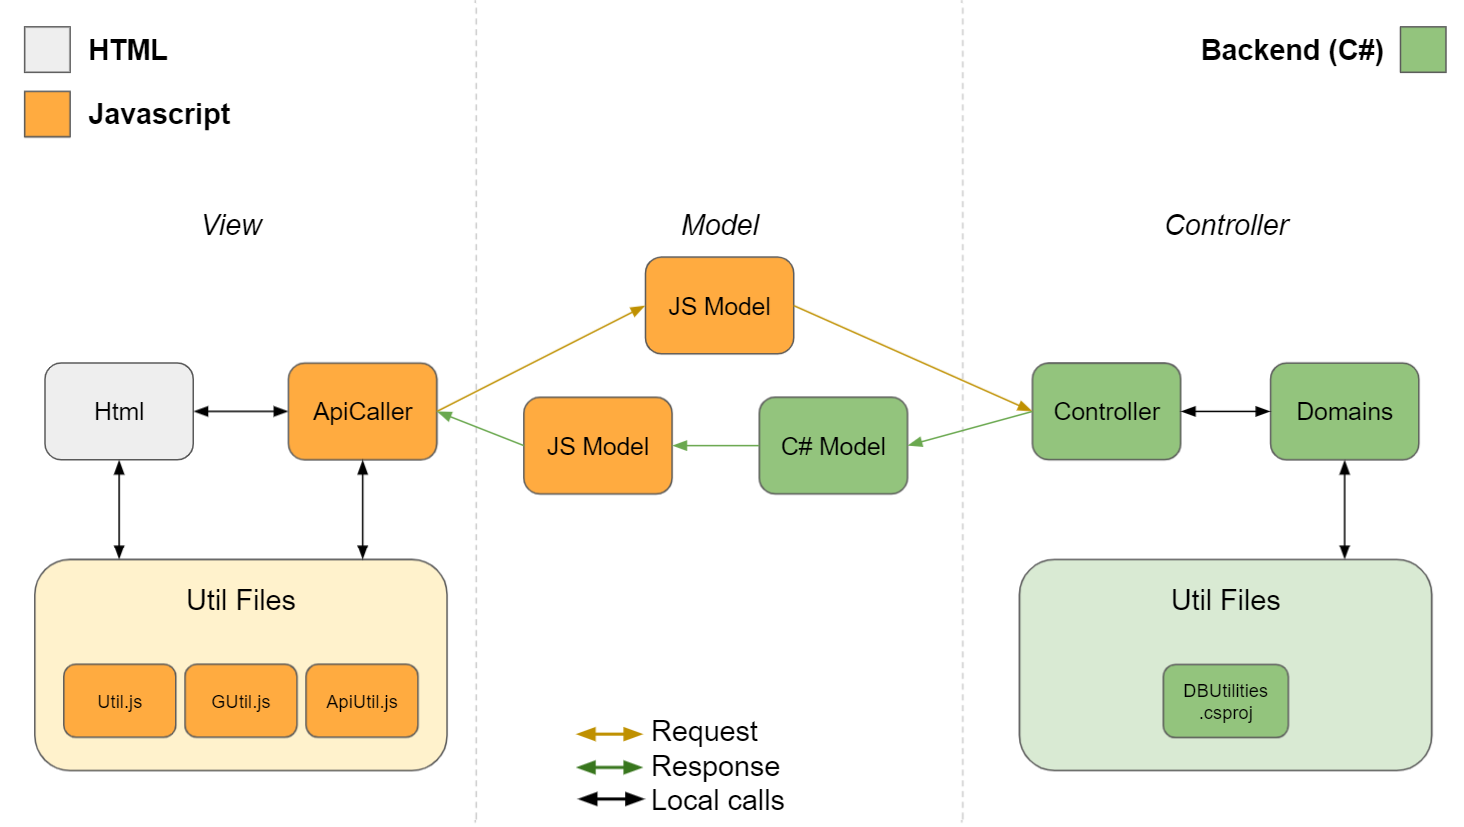 HTML
Backend (C#)
Javascript
View
Model
Controller
JS Model
Html
ApiCaller
JS Model
C# Model
Controller
Domains
Util Files
Util.js
GUtil.js
ApiUtil.js
Util Files
DBUtilities
.csproj
Request
Response
Local calls